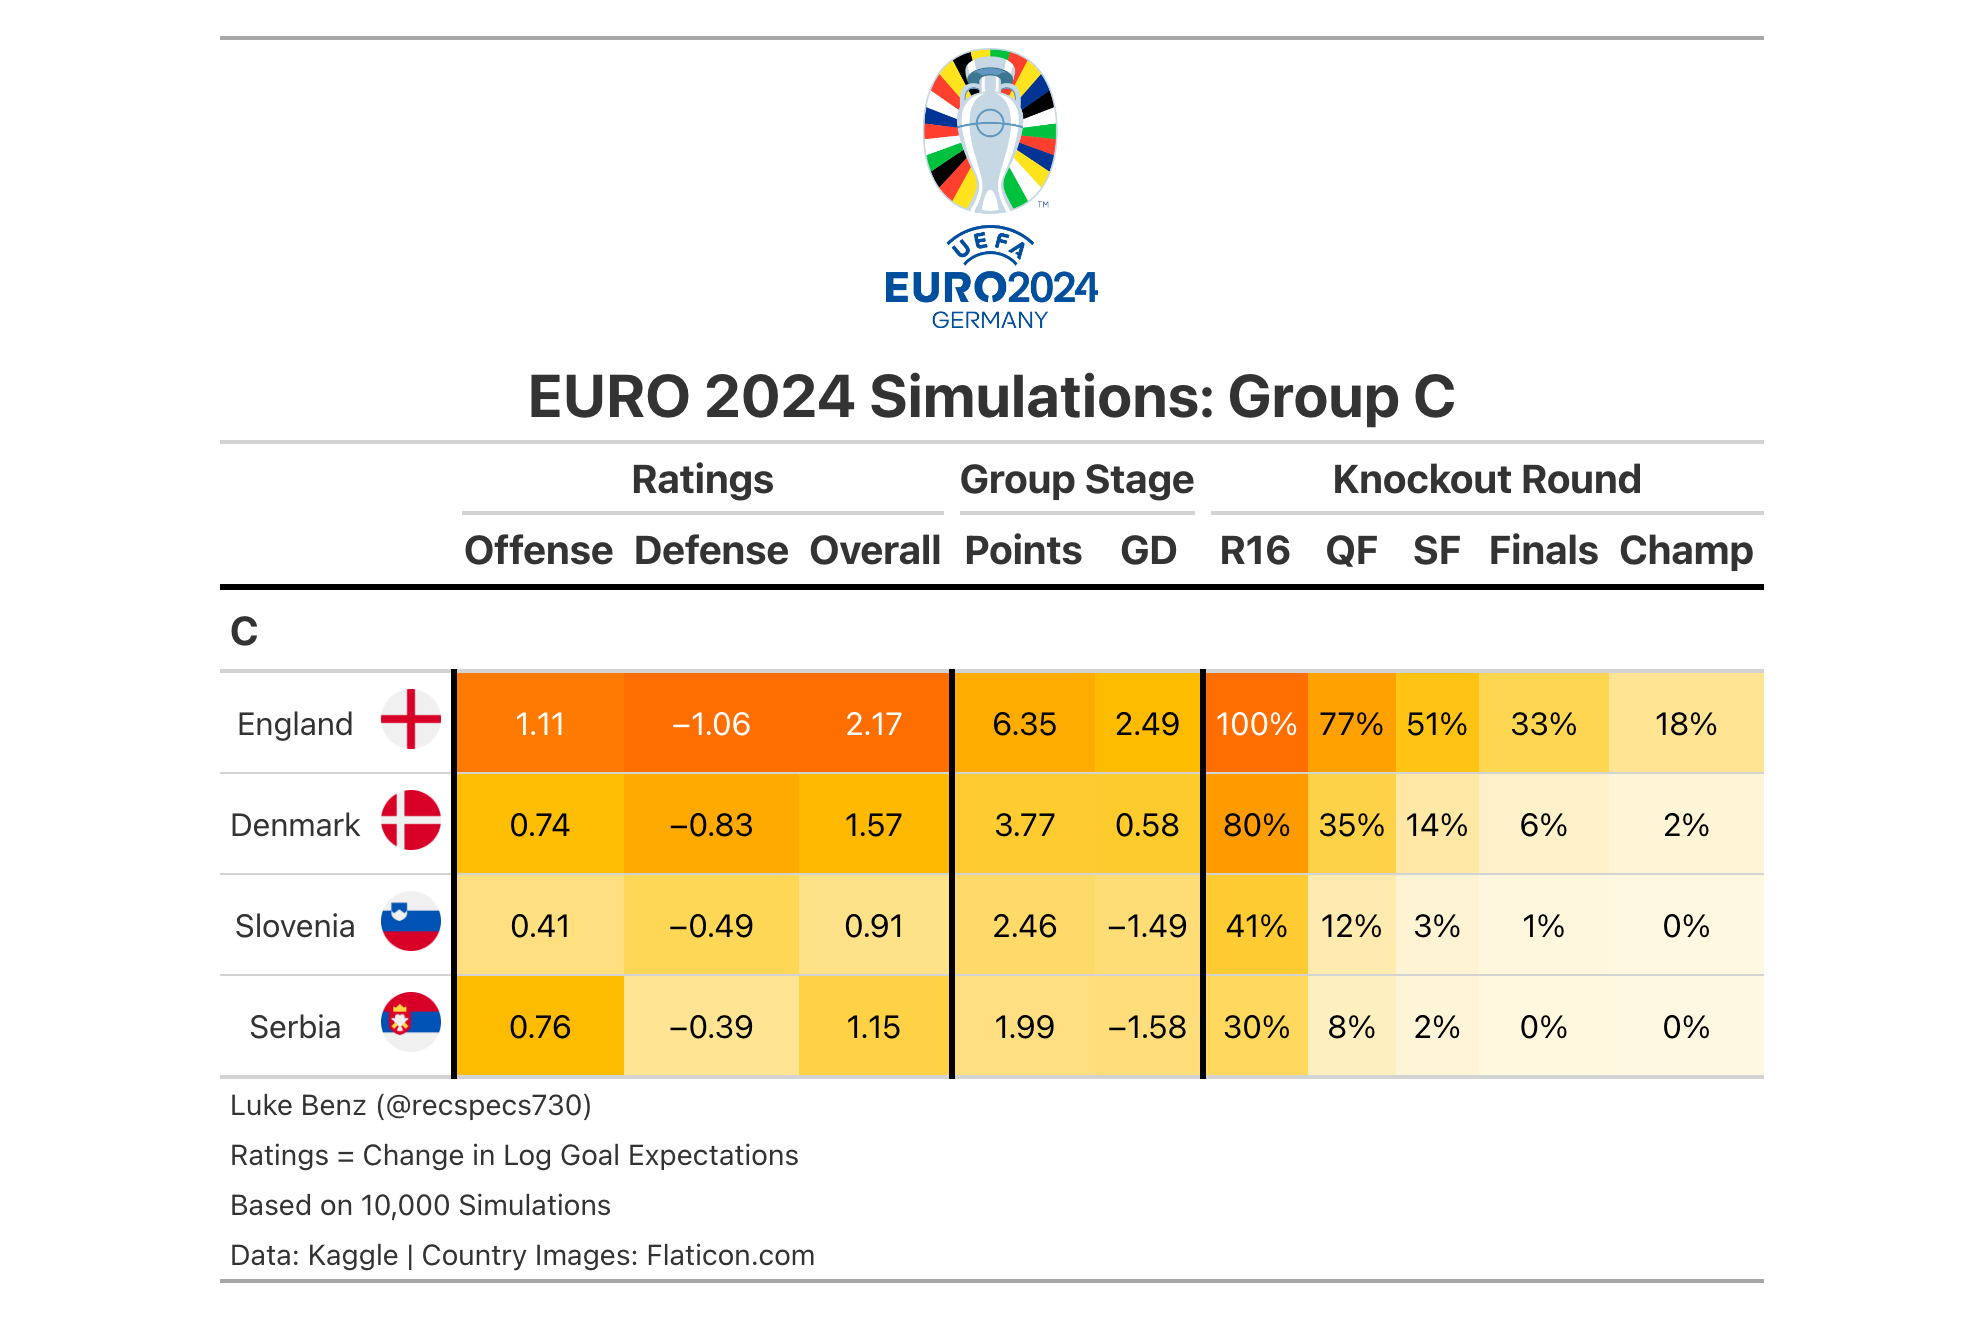 TM
UEFA
EURO2024
GERMANY
EURO 2024 Simulations: Group C
Ratings Group Stage Knockout Round
Offense Defense Overall Points GD R16 QF SF Finals Champ
C
England 1.11 −1.06 2.17 6.35 2.49 100% 77% 51% 33% 18%
Denmark 0.74 −0.83 1.57 3.77 0.58 80% 35% 14% 6% 2%
Slovenia 0.41 −0.49 0.91 2.46 −1.49 41% 12% 3% 1% 0%
Serbia 0.76 −0.39 1.15 1.99 −1.58 30% 8% 2% 0% 0%
Luke Benz (@recspecs730)
Ratings = Change in Log Goal Expectations
Based on 10,000 Simulations
Data: Kaggle | Country Images: Flaticon.com